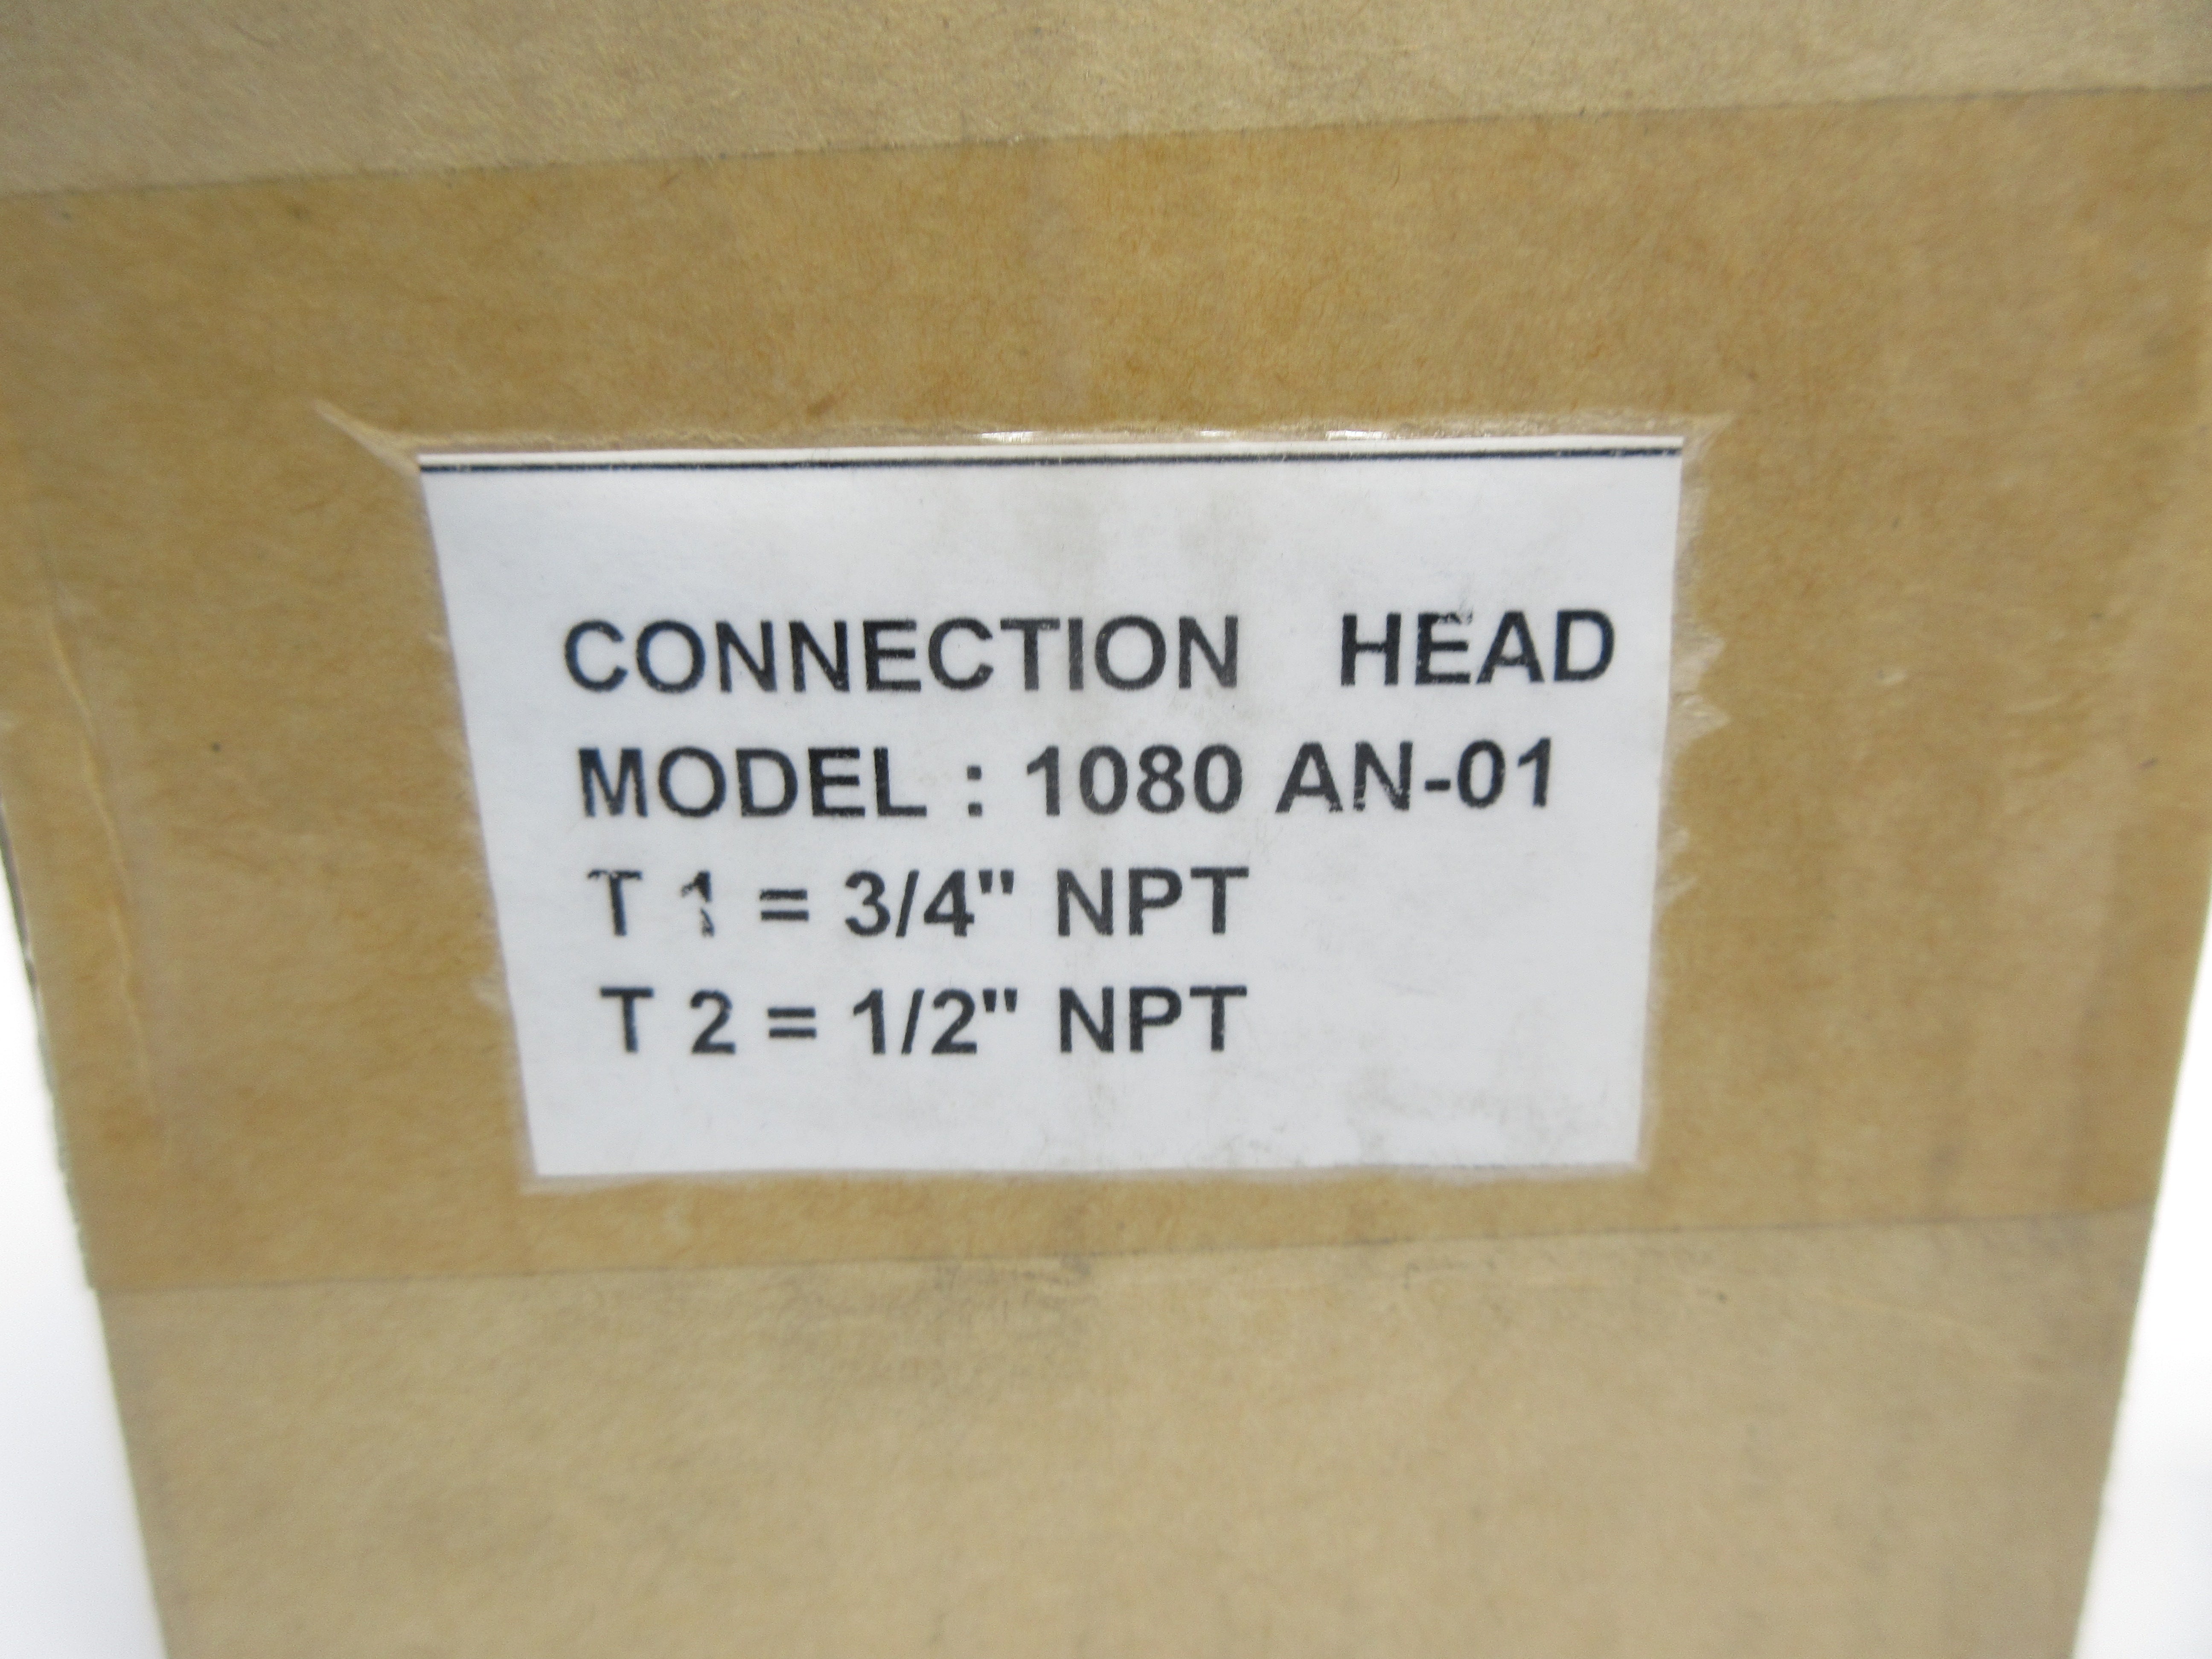 CONNECTION HEAD
MODEL : 1080 AN-01
T 1 = 3/4" NPT
T 2 = 1/2" NPT